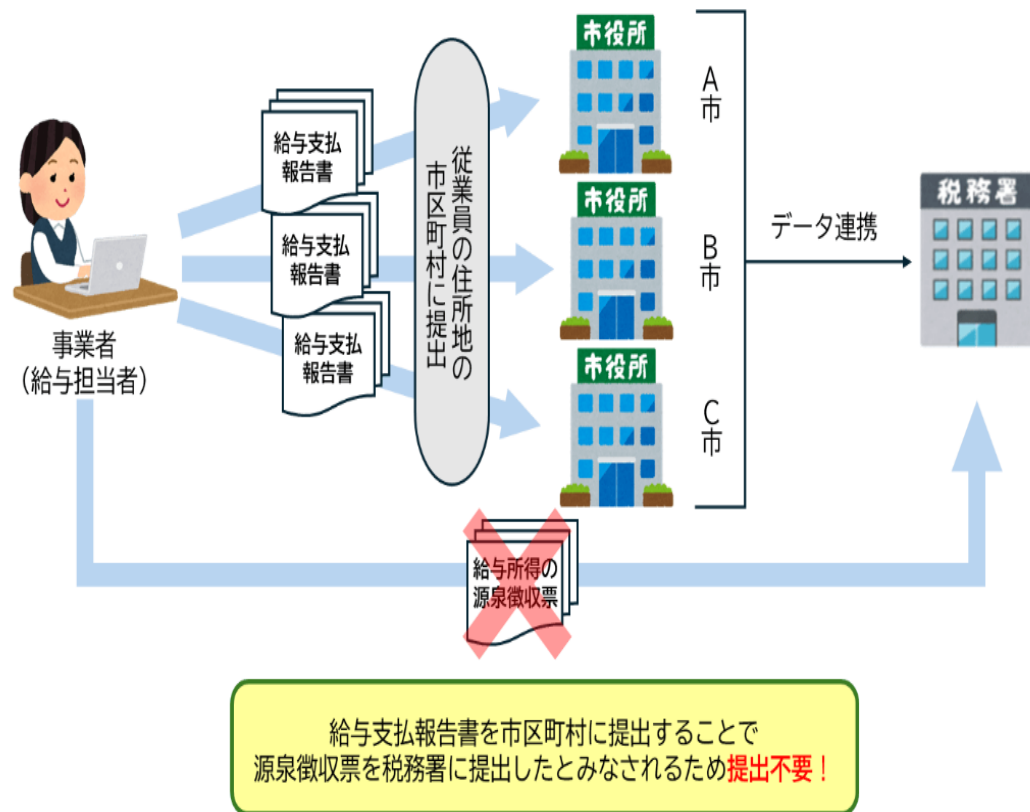 市役所
A市
給与支払
報告書
従業員の住所地の
市区町村に提出
市役所
税務署
給与支払
報告書
B市
データ連携
給与支払
報告書
事業者
(給与担当者)
市役所
C市
給与所得の
源泉徴収票
給与支払報告書を市区町村に提出することで
源泉徴収票を税務署に提出したとみなされるため提出不要！